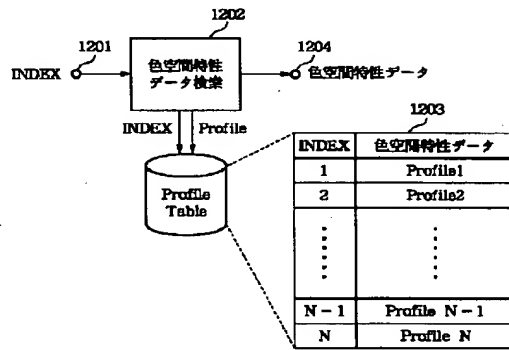 1202
1201
1204
INDEX
色空間特性
データ検索
色空間特性データ
INDEX
Profile
1203
Profile
Table
INDEX 色空間特性データ
1 Profile1
2 Profile2
N-1 Profile N-1
N Profile N